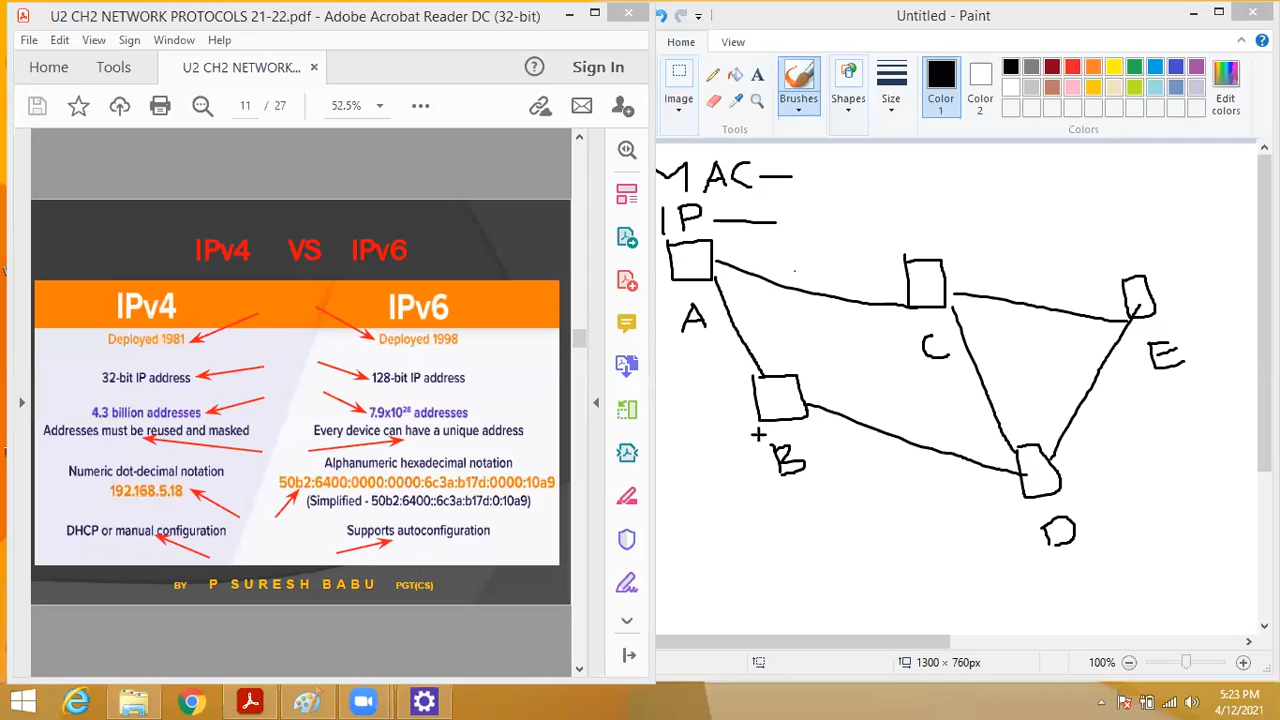 U2 CH2 NETWORK PROTOCOLS 21-22.pdf - Adobe Acrobat Reader DC (32-bit)
File Edit View Sign Window Help
Home Tools U2 CH2 NETWORK... × ? Sign In
11 / 27 52.5%
IPv4 VS IPv6
IPv4 IPv6
Deployed 1981 Deployed 1998
32-bit IP address 128-bit IP address
4.3 billion addresses 7.9x10²⁸ addresses
Addresses must be reused and masked Every device can have a unique address
Numeric dot-decimal notation Alphanumeric hexadecimal notation
192.168.5.18 50b2:6400:0000:0000:6c3a:b17d:0000:10a9
(Simplified - 50b2:6400::6c3a:b17d:0:10a9)
DHCP or manual configuration Supports autoconfiguration
BY P SURESH BABU PGT(CS)
Untitled - Paint
Home View
Image Brushes Shapes Size Color 1 Color 2 Edit colors
Tools Colors
MAC —
IP —
A
B
C
D
E
1300 × 760px 100%
5:23 PM
4/12/2021